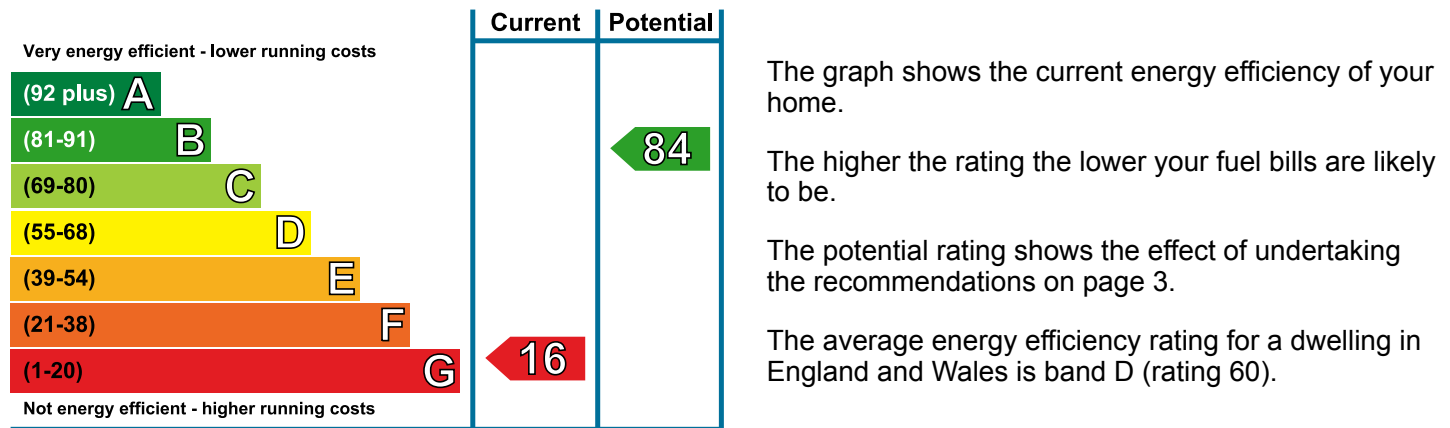 Current Potential
Very energy efficient - lower running costs
(92 plus) A
(81-91) B
84
(69-80) C
(55-68) D
(39-54) E
(21-38) F
(1-20) G
16
Not energy efficient - higher running costs
The graph shows the current energy efficiency of your
home.
The higher the rating the lower your fuel bills are likely
to be.
The potential rating shows the effect of undertaking
the recommendations on page 3.
The average energy efficiency rating for a dwelling in
England and Wales is band D (rating 60).